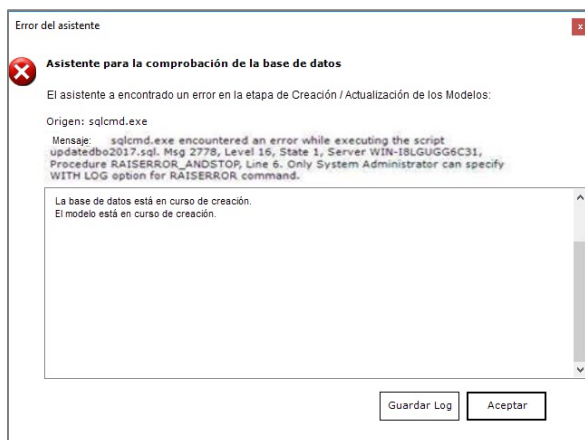 Error del asistente
x
Asistente para la comprobación de la base de datos
El asistente a encontrado un error en la etapa de Creación / Actualización de los Modelos:
Origen: sqlcmd.exe
Mensaje: sqlcmd.exe encountered an error while executing the script
updatedbo2017.sql. Msg 2778, Level 16, State 1, Server WIN-I8LGUGG6C31,
Procedure RAISERROR_ANDSTOP, Line 6. Only System Administrator can specify
WITH LOG option for RAISERROR command.
La base de datos está en curso de creación.
El modelo está en curso de creación.
Guardar Log Aceptar